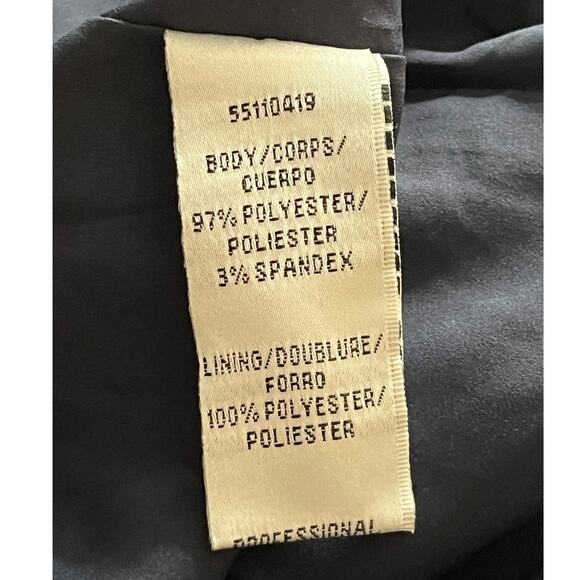 55110419
BODY/CORPS/
CUERPO
97% POLYESTER/
POLIESTER
3% SPANDEX
LINING/DOUBLURE/
FORRO
100% POLYESTER/
POLIESTER
PROFESSIONAL